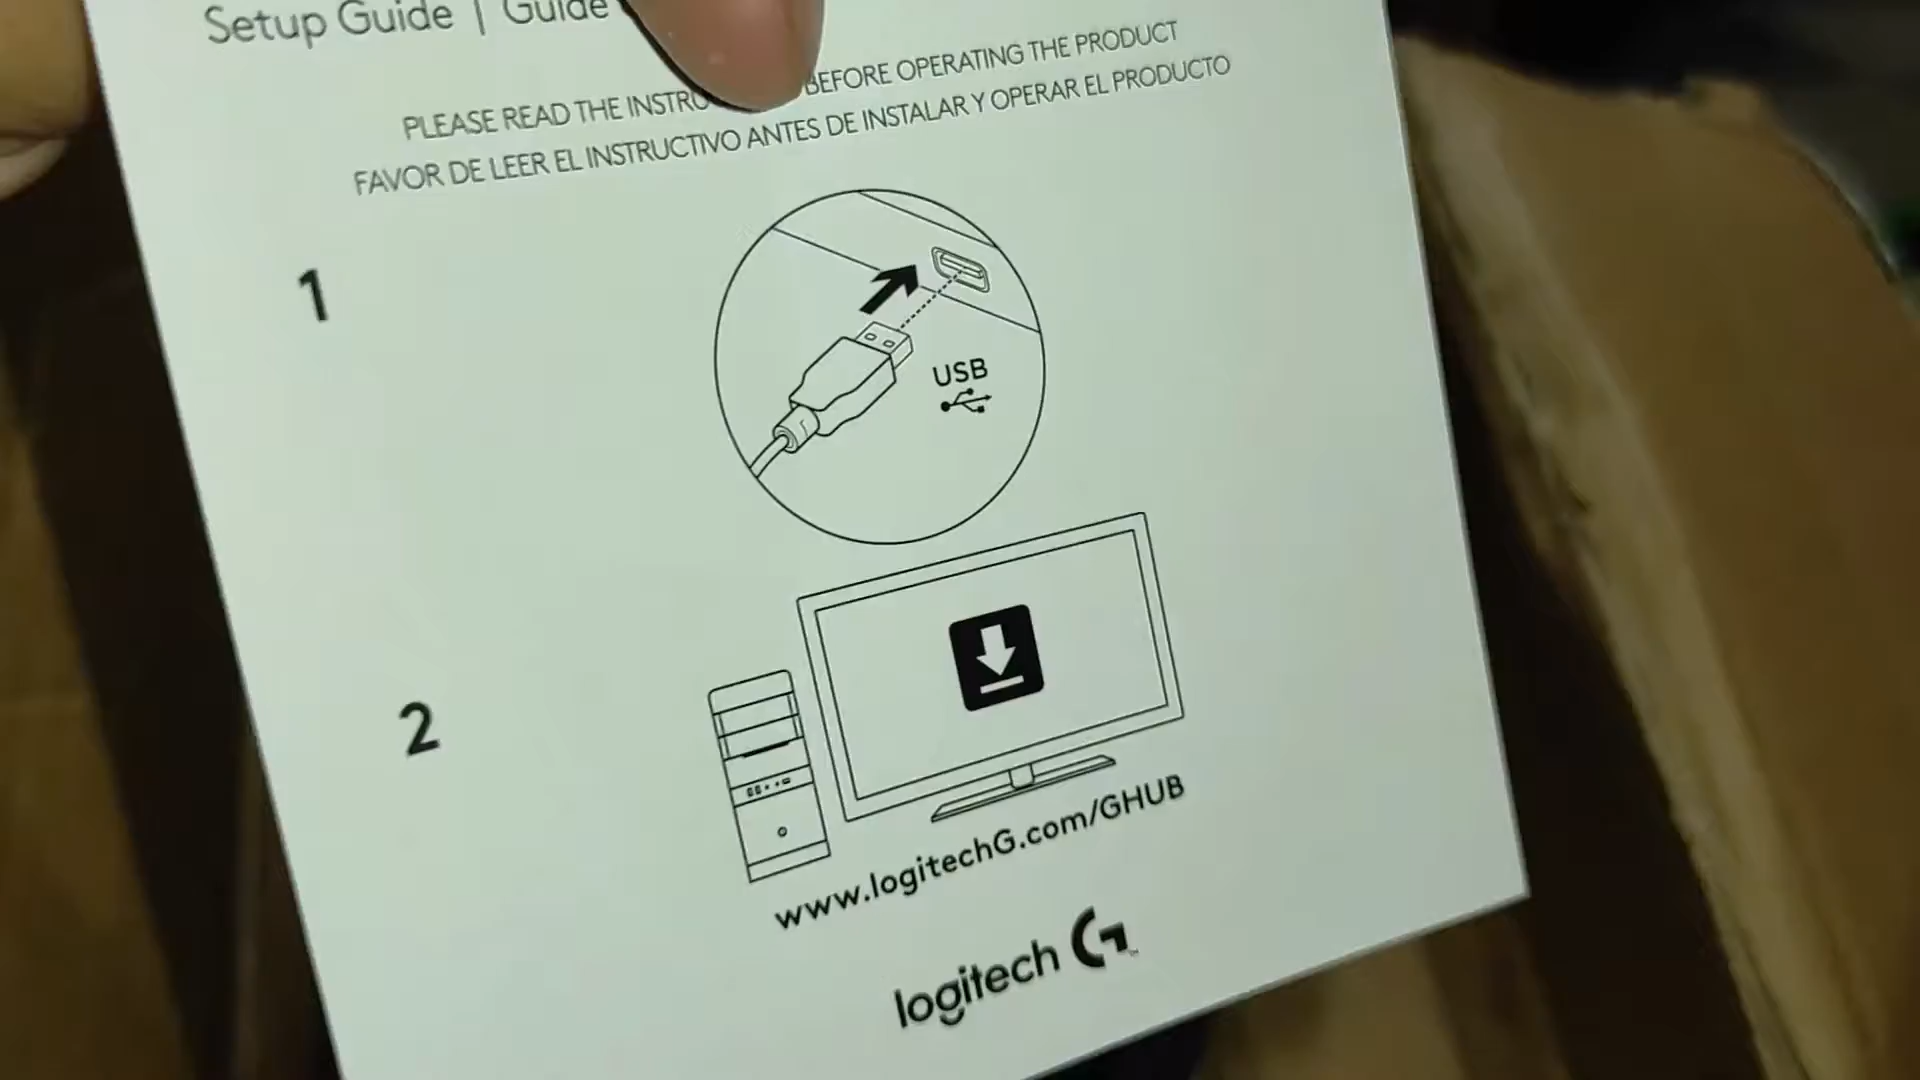 Setup Guide | Guide
PLEASE READ THE BEFORE OPERATING THE PRODUCT
FAVOR DE LEER EL INSTRUCTIVO ANTES DE INSTALAR Y OPERAR EL PRODUCTO
1
USB
2
www.logitechG.com/GHUB
logitech G